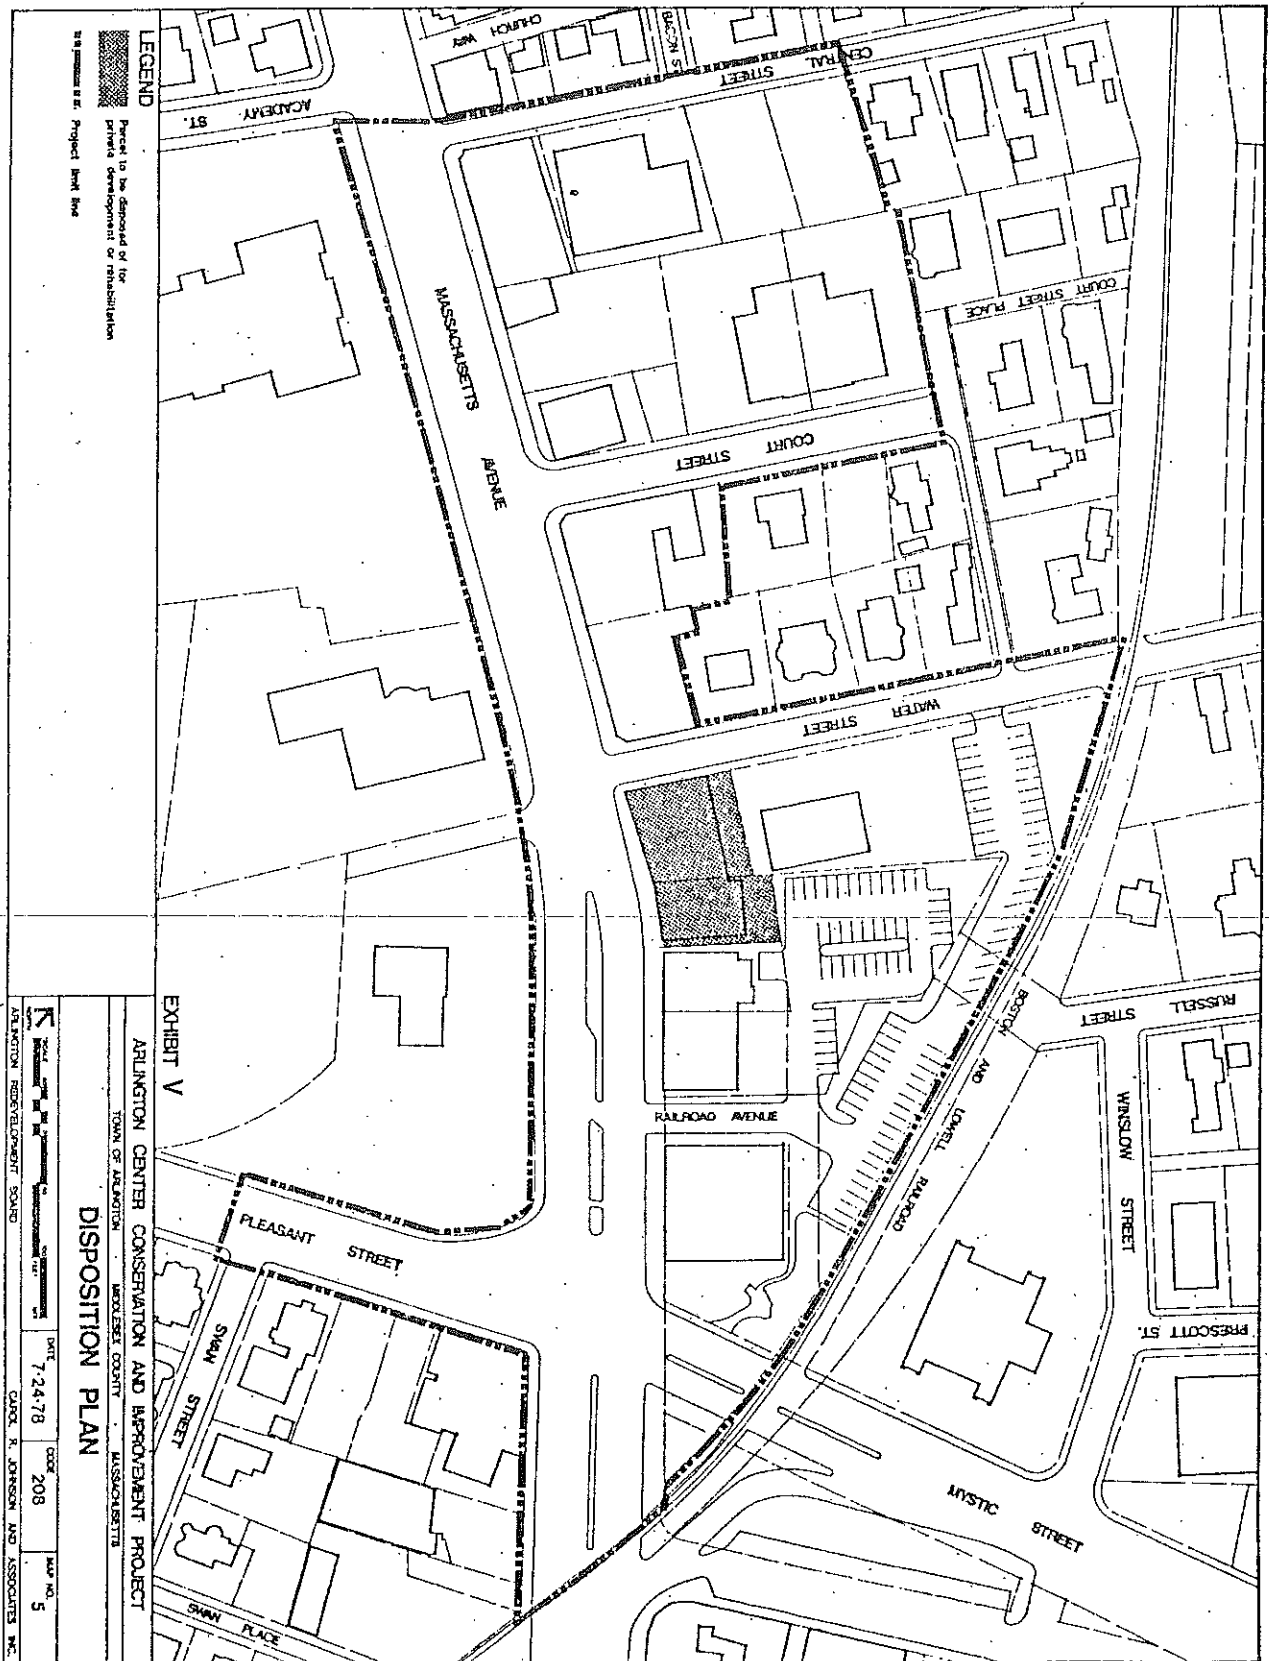 LEGEND
Parcel to be disposed of for
private development or rehabilitation
Project limit line
ACADEMY
ST.
CHURCH WAY
BACON ST.
CENTRAL
STREET
MASSACHUSETTS
AVENUE
COURT STREET PLACE
COURT
STREET
WATER
STREET
RUSSELL
STREET
BOSTON
AND
LOWELL
RAILROAD
WINSLOW
STREET
PRESCOTT ST.
RAILROAD AVENUE
PLEASANT
STREET
SWAN
STREET
SWAN
PLACE
MYSTIC
STREET
EXHIBIT V
ARLINGTON CENTER CONSERVATION AND IMPROVEMENT PROJECT
TOWN OF ARLINGTON . MIDDLESEX COUNTY . MASSACHUSETTS
DISPOSITION PLAN
SCALE
DATE
7-24-78
CODE
208
MAP NO.
5
ARLINGTON REDEVELOPMENT BOARD
CAROL R. JOHNSON AND ASSOCIATES INC.